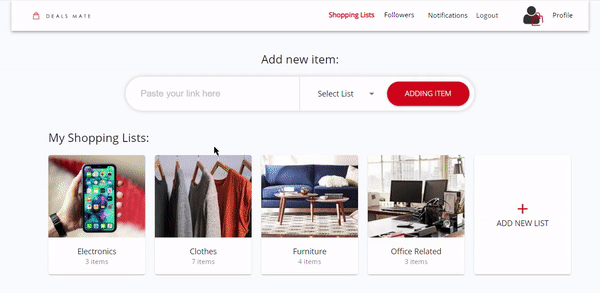 DEALS MATE
Shopping Lists
Followers
Notifications
Logout
Profile
Add new item:
Paste your link here
Select List
ADDING ITEM
My Shopping Lists:
Electronics
3 items
Clothes
7 items
Furniture
4 items
Office Related
3 items
+
ADD NEW LIST